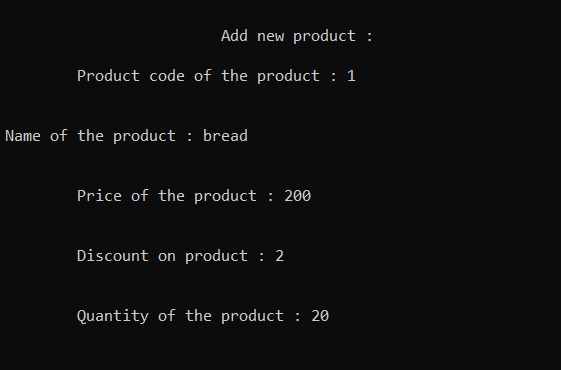 Add new product :
Product code of the product : 1
Name of the product : bread
Price of the product : 200
Discount on product : 2
Quantity of the product : 20